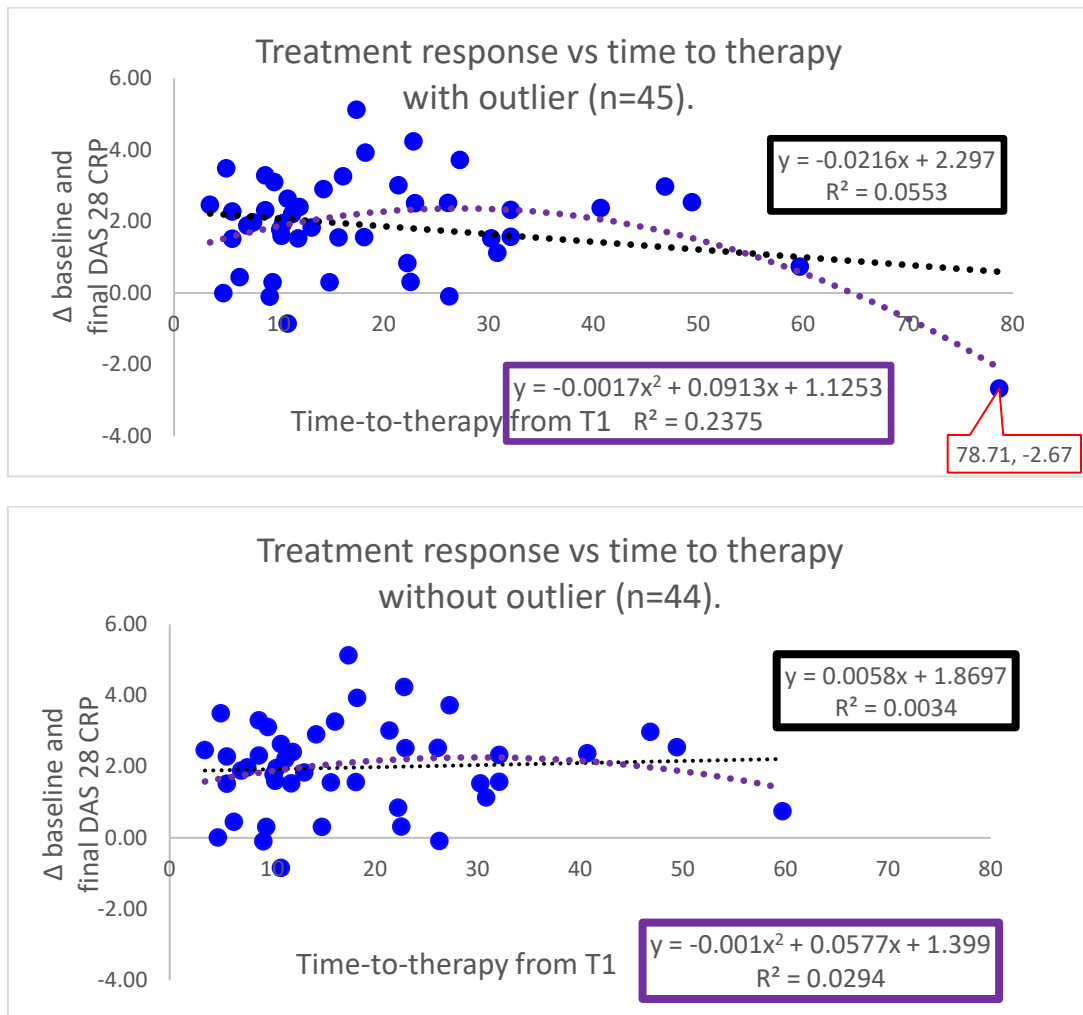 Treatment response vs time to therapy
with outlier (n=45).
6.00
4.00
2.00
0.00
-2.00
-4.00
Δ baseline and
final DAS 28 CRP
y = -0.0216x + 2.297
R² = 0.0553
0 10 20 30 40 50 60 70 80
y = -0.0017x² + 0.0913x + 1.1253
R² = 0.2375
Time-to-therapy from T1
78.71, -2.67
Treatment response vs time to therapy
without outlier (n=44).
6.00
4.00
2.00
0.00
-2.00
-4.00
Δ baseline and
final DAS 28 CRP
y = 0.0058x + 1.8697
R² = 0.0034
0 10 20 30 40 50 60 70 80
y = -0.001x² + 0.0577x + 1.399
R² = 0.0294
Time-to-therapy from T1